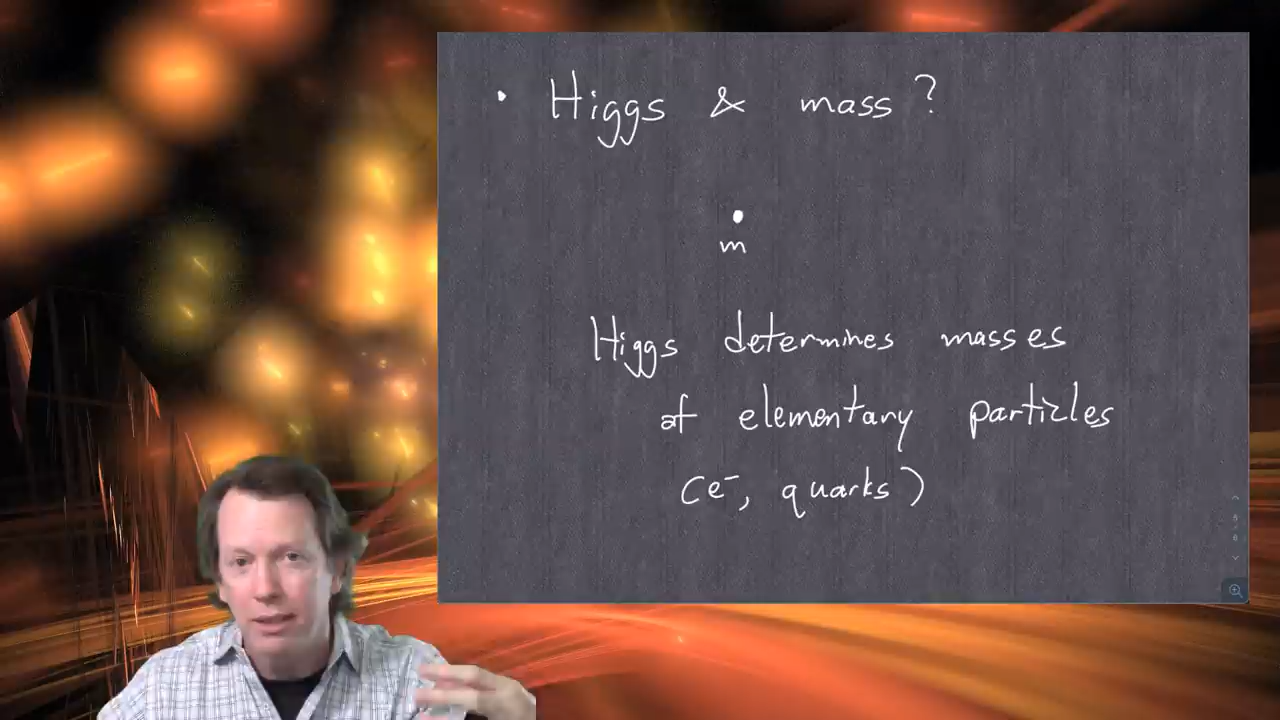 • Higgs & mass?
m
Higgs determines masses
of elementary particles
(e⁻, quarks)